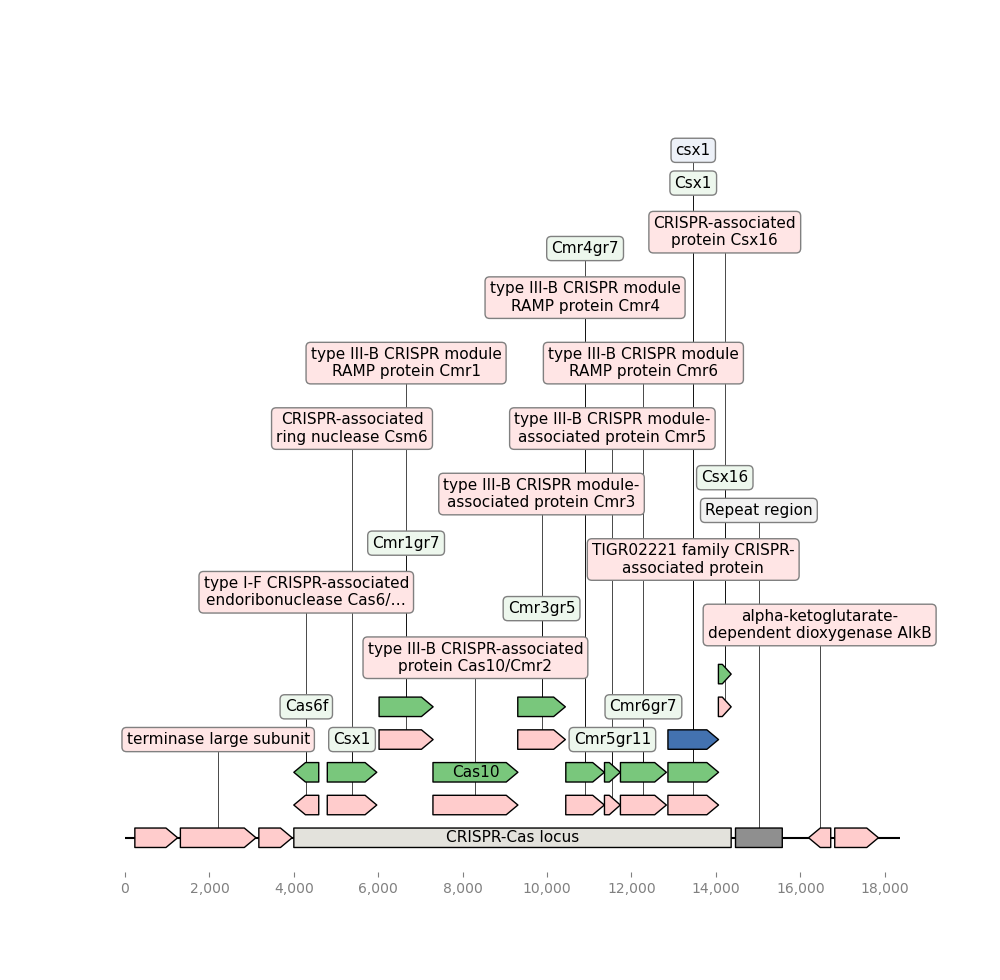 csx1
Csx1
CRISPR-associated
protein Csx16
Cmr4gr7
type III-B CRISPR module
RAMP protein Cmr4
type III-B CRISPR module
RAMP protein Cmr1
type III-B CRISPR module
RAMP protein Cmr6
CRISPR-associated
ring nuclease Csm6
type III-B CRISPR module-
associated protein Cmr5
Csx16
type III-B CRISPR module-
associated protein Cmr3
Repeat region
Cmr1gr7
TIGR02221 family CRISPR-
associated protein
type I-F CRISPR-associated
endoribonuclease Cas6/…
Cmr3gr5
alpha-ketoglutarate-
dependent dioxygenase AlkB
type III-B CRISPR-associated
protein Cas10/Cmr2
Cas6f
Cmr6gr7
terminase large subunit
Csx1
Cmr5gr11
Cas10
CRISPR-Cas locus
0 2,000 4,000 6,000 8,000 10,000 12,000 14,000 16,000 18,000